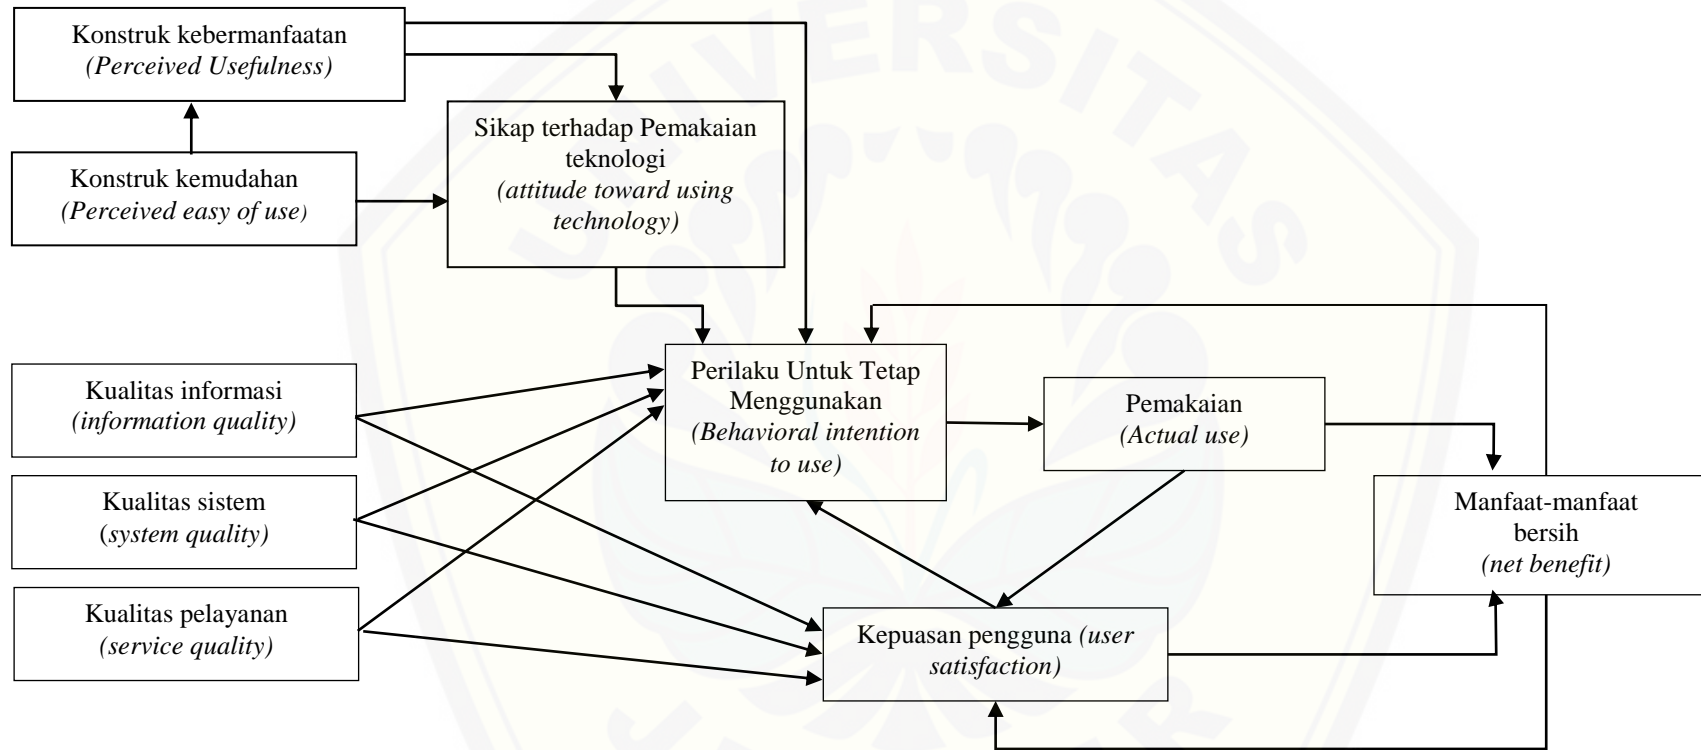 Konstruk kebermanfaatan
(Perceived Usefulness)
Sikap terhadap Pemakaian
teknologi
(attitude toward using
technology)
Konstruk kemudahan
(Perceived easy of use)
Kualitas informasi
(information quality)
Perilaku Untuk Tetap
Menggunakan
(Behavioral intention
to use)
Pemakaian
(Actual use)
Kualitas sistem
(system quality)
Manfaat-manfaat
bersih
(net benefit)
Kualitas pelayanan
(service quality)
Kepuasan pengguna (user
satisfaction)
UNIVERSITAS